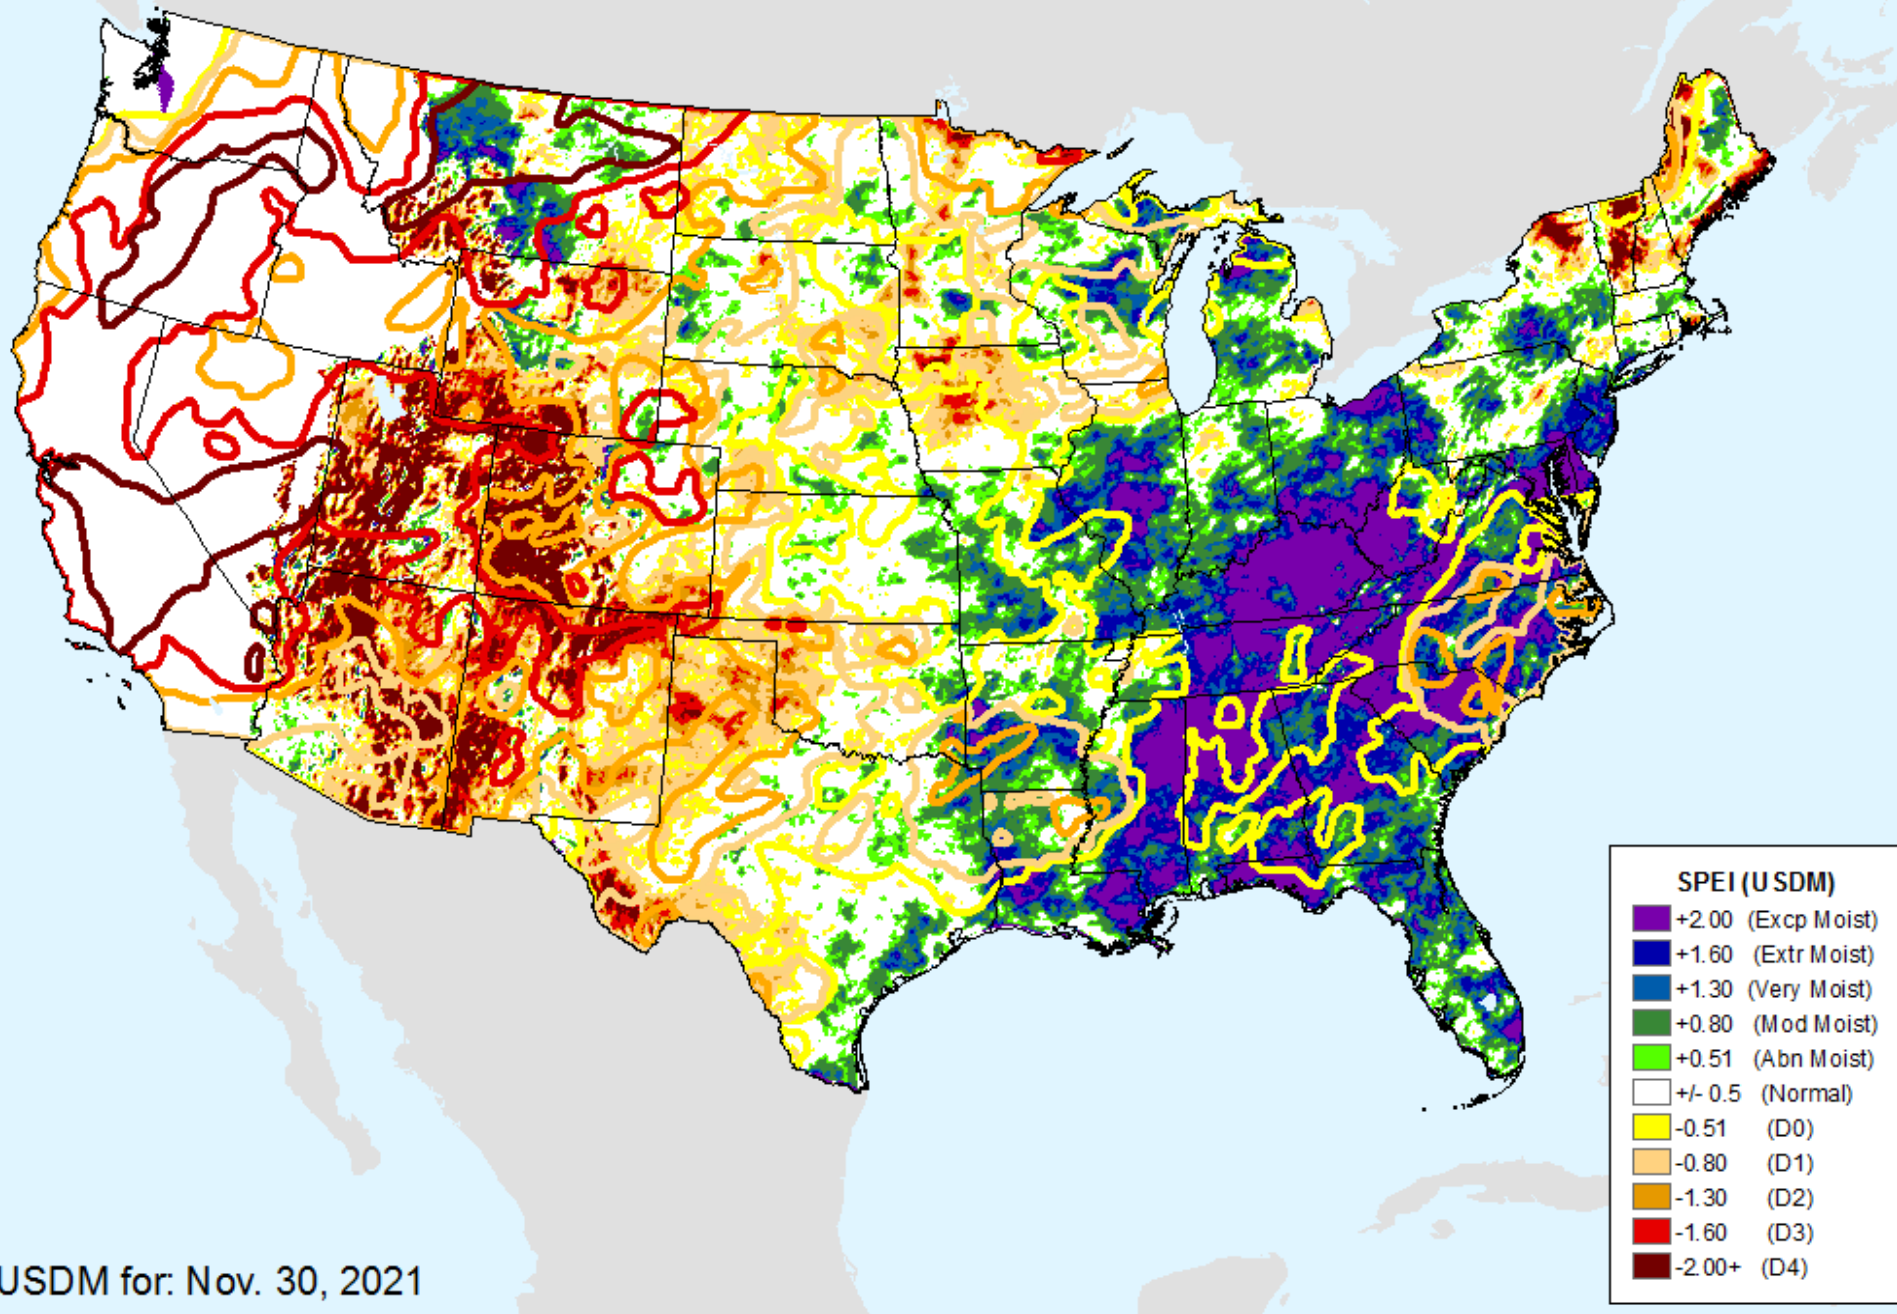 SPEI (USDM)
+2.00 (Excp Moist)
+1.60 (Extr Moist)
+1.30 (Very Moist)
+0.80 (Mod Moist)
+0.51 (Abn Moist)
+/- 0.5 (Normal)
-0.51 (D0)
-0.80 (D1)
-1.30 (D2)
-1.60 (D3)
-2.00+ (D4)
USDM for: Nov. 30, 2021